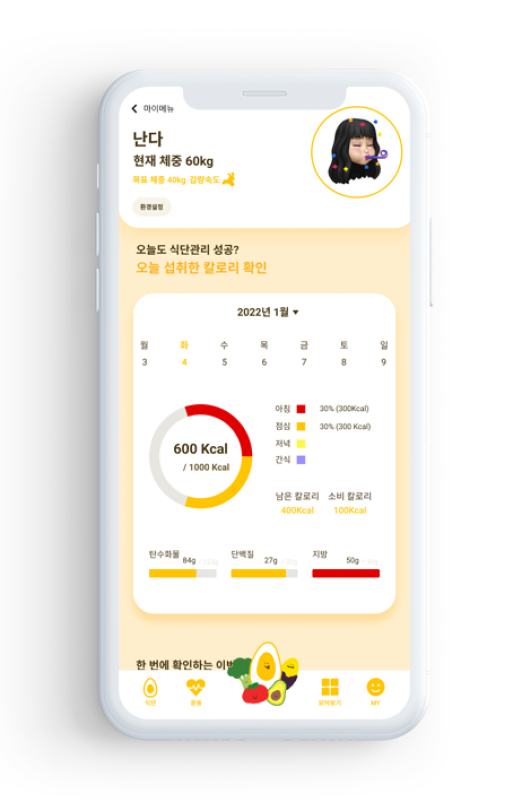 마이메뉴
난다
현재 체중 60kg
목표 체중 40kg 감량속도
환경설정
오늘도 식단관리 성공?
오늘 섭취한 칼로리 확인
2022년 1월
월 화 수 목 금 토 일
3 4 5 6 7 8 9
아침 30% (300Kcal)
점심 30% (300 Kcal)
저녁
간식
600 Kcal
/ 1000 Kcal
남은 칼로리 소비 칼로리
400Kcal 100Kcal
탄수화물 단백질 지방
84g 27g 50g
한 번에 확인하는 이번
식단 운동 MY